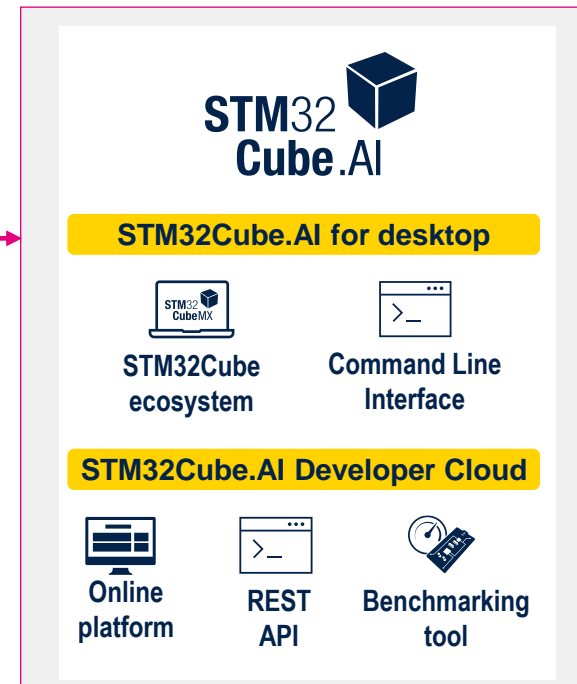 STM32
Cube.AI
STM32Cube.AI for desktop
STM32
CubeMX
>_
STM32Cube
ecosystem
Command Line
Interface
STM32Cube.AI Developer Cloud
>_
Online
platform
REST
API
Benchmarking
tool